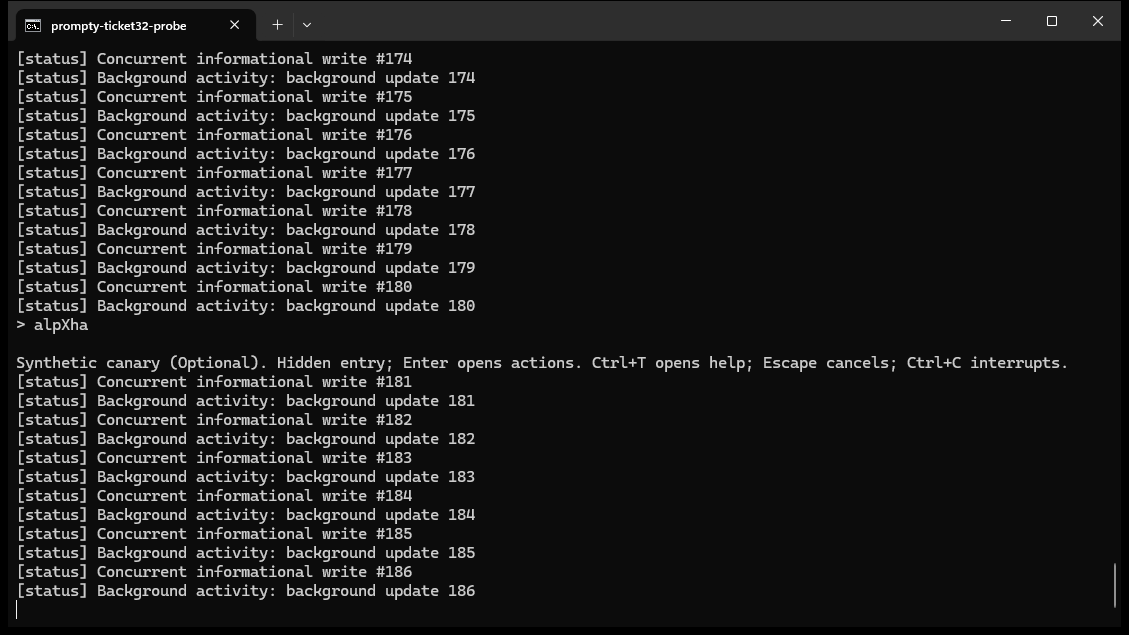 prompty-ticket32-probe
[status] Concurrent informational write #174
[status] Background activity: background update 174
[status] Concurrent informational write #175
[status] Background activity: background update 175
[status] Concurrent informational write #176
[status] Background activity: background update 176
[status] Concurrent informational write #177
[status] Background activity: background update 177
[status] Concurrent informational write #178
[status] Background activity: background update 178
[status] Concurrent informational write #179
[status] Background activity: background update 179
[status] Concurrent informational write #180
[status] Background activity: background update 180
> alpXha
Synthetic canary (Optional). Hidden entry; Enter opens actions. Ctrl+T opens help; Escape cancels; Ctrl+C interrupts.
[status] Concurrent informational write #181
[status] Background activity: background update 181
[status] Concurrent informational write #182
[status] Background activity: background update 182
[status] Concurrent informational write #183
[status] Background activity: background update 183
[status] Concurrent informational write #184
[status] Background activity: background update 184
[status] Concurrent informational write #185
[status] Background activity: background update 185
[status] Concurrent informational write #186
[status] Background activity: background update 186